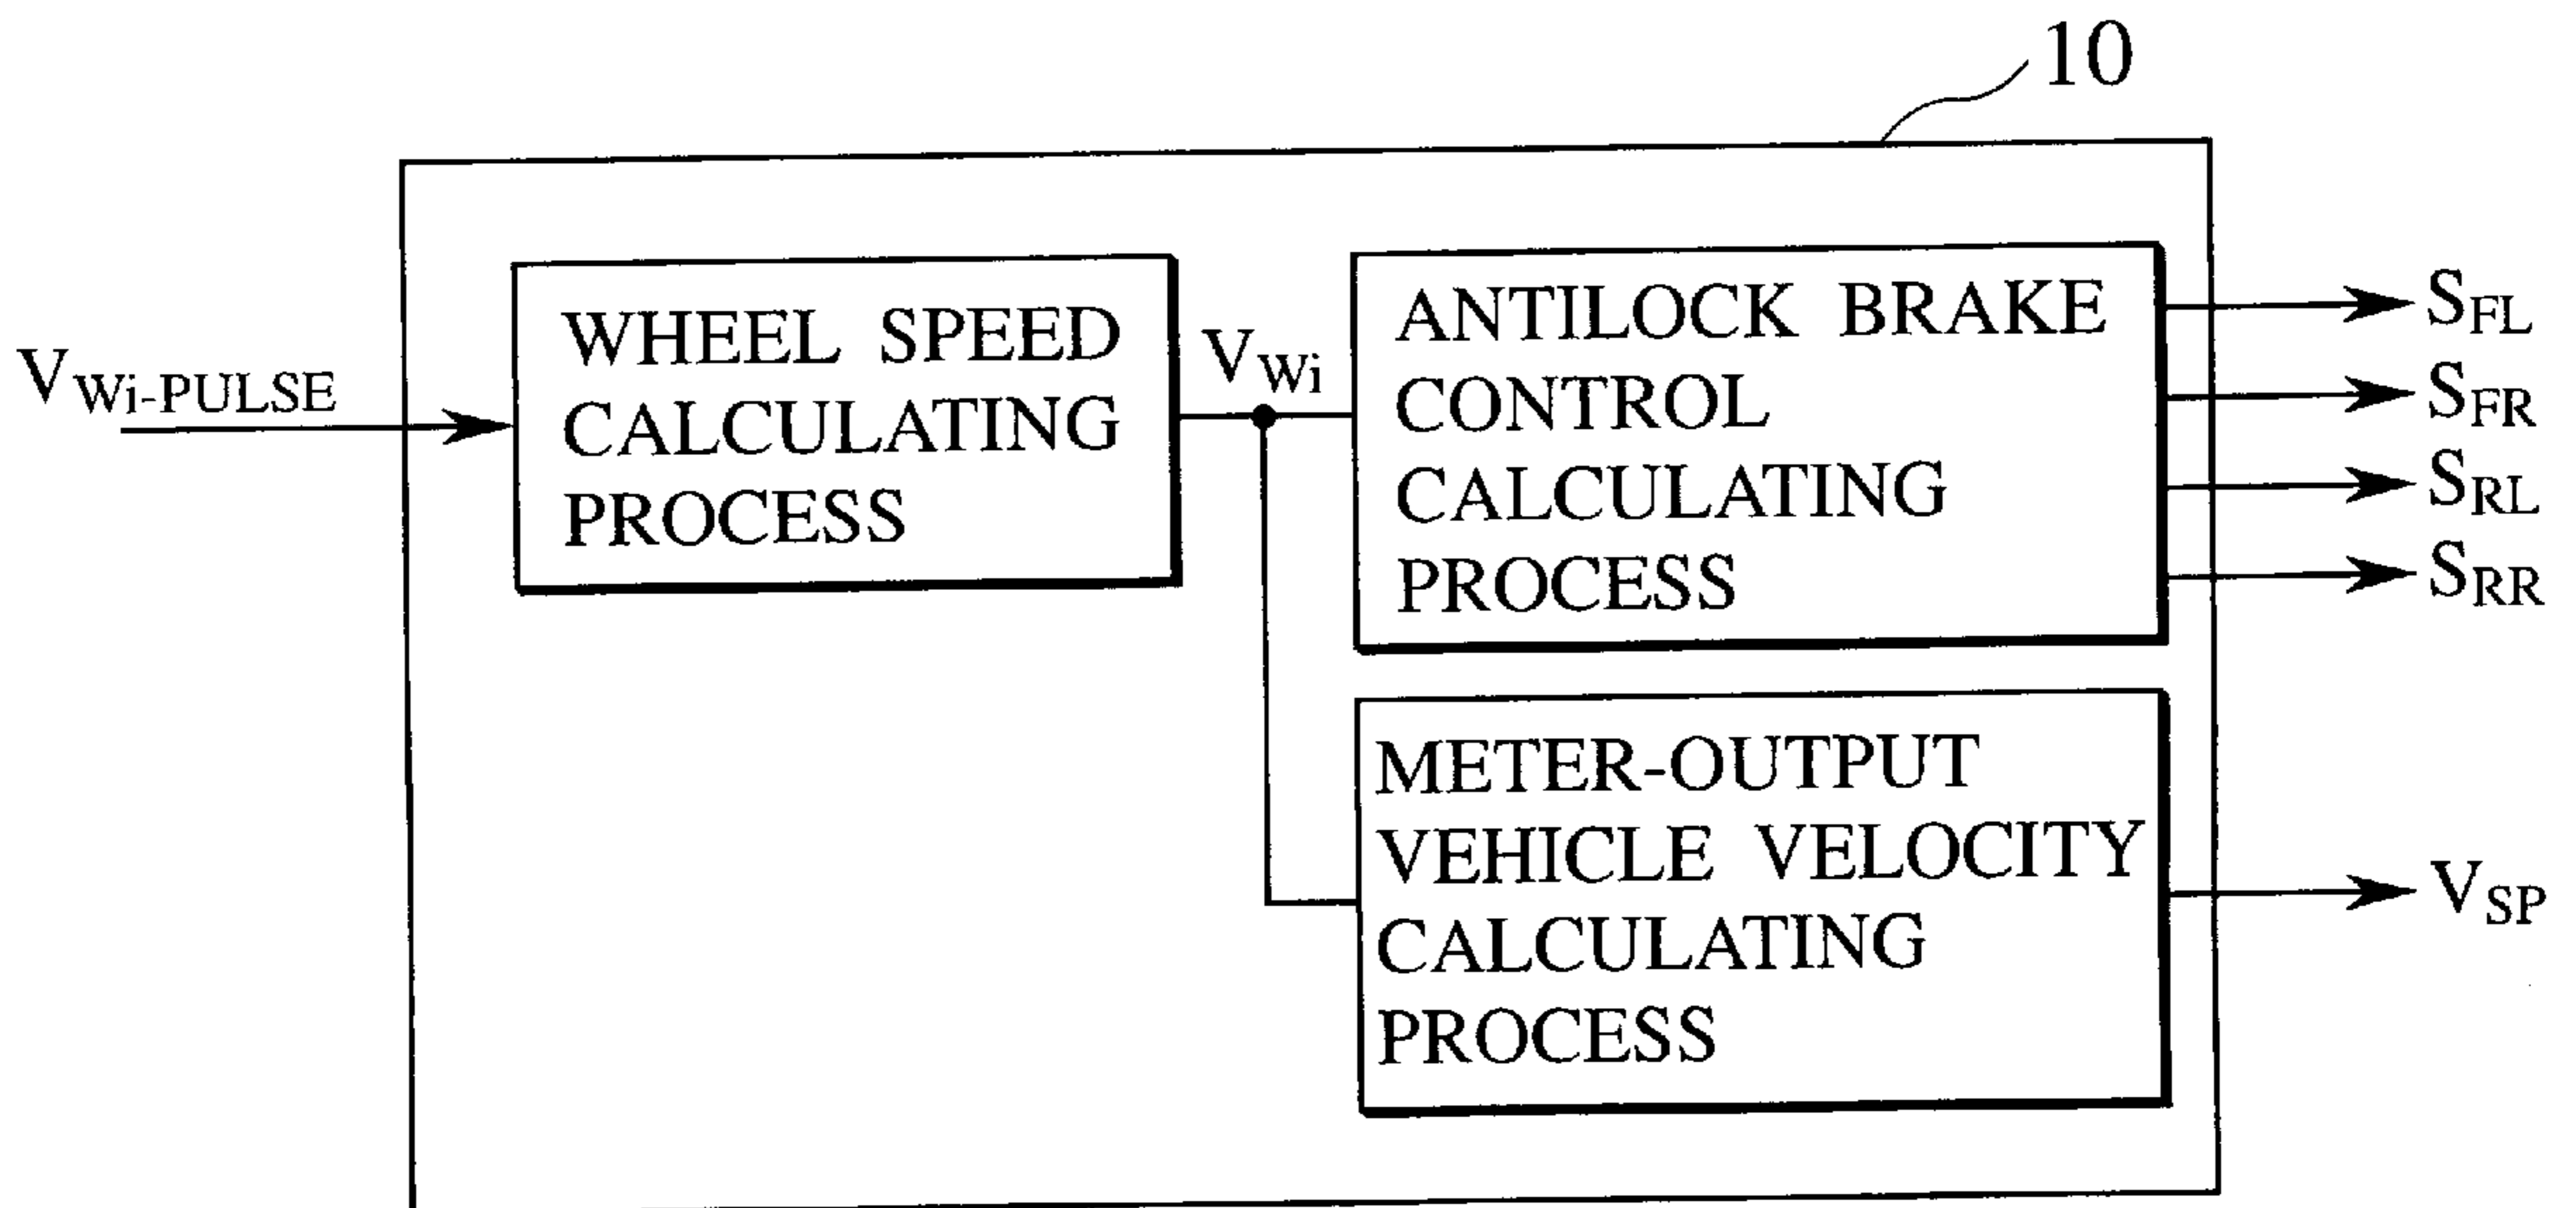 10
V_Wi-PULSE
WHEEL SPEED
CALCULATING
PROCESS
V_Wi
ANTILOCK BRAKE
CONTROL
CALCULATING
PROCESS
S_FL
S_FR
S_RL
S_RR
METER-OUTPUT
VEHICLE VELOCITY
CALCULATING
PROCESS
V_SP